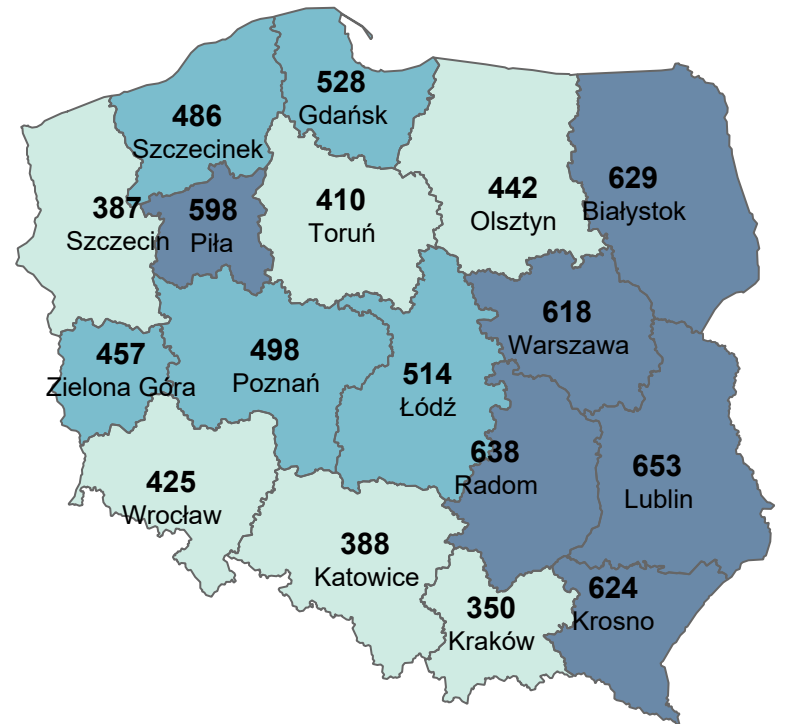 528
Gdańsk
486
Szczecinek
442
Olsztyn
629
Białystok
387
Szczecin
598
Piła
410
Toruń
618
Warszawa
457
Zielona Góra
498
Poznań
514
Łódź
638
Radom
653
Lublin
425
Wrocław
388
Katowice
350
Kraków
624
Krosno